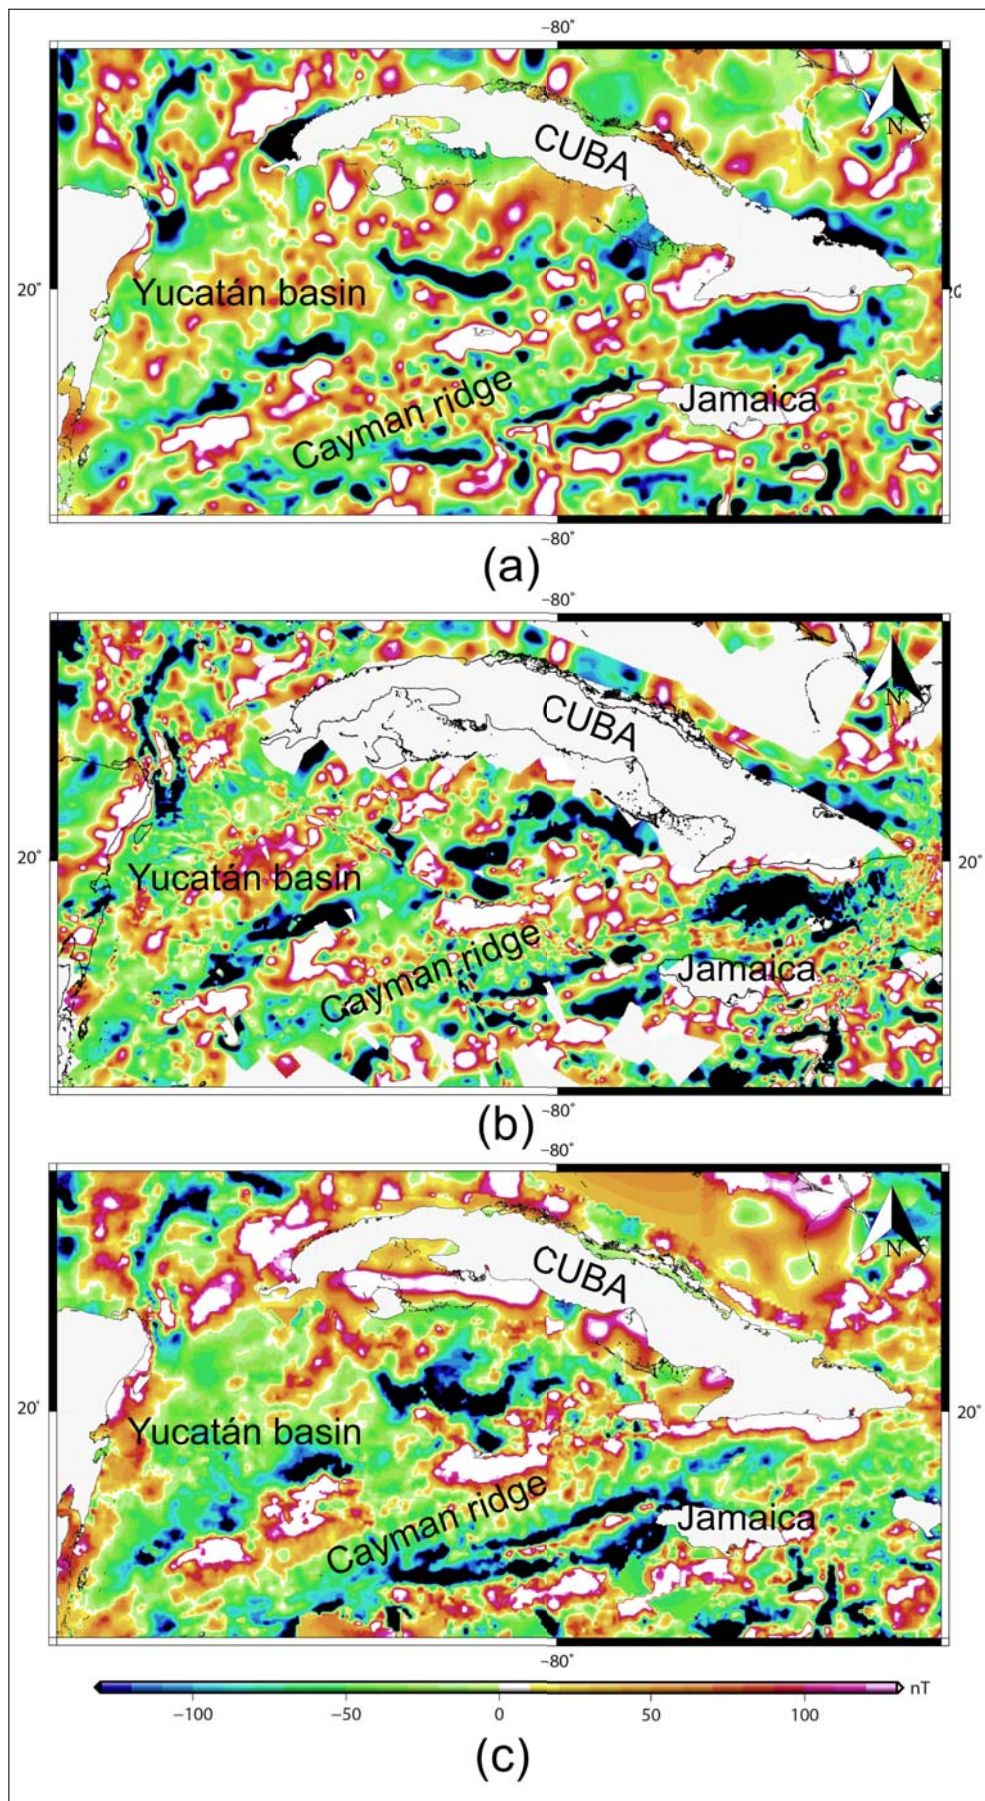 −80°
N
CUBA
20°
Yucatán basin
Cayman ridge
Jamaica
−80°
(a)
−80°
N
CUBA
20°
20°
Yucatán basin
Cayman ridge
Jamaica
−80°
(b)
−80°
N
CUBA
20°
20°
Yucatán basin
Cayman ridge
Jamaica
−80°
−100 −50 0 50 100 nT
(c)